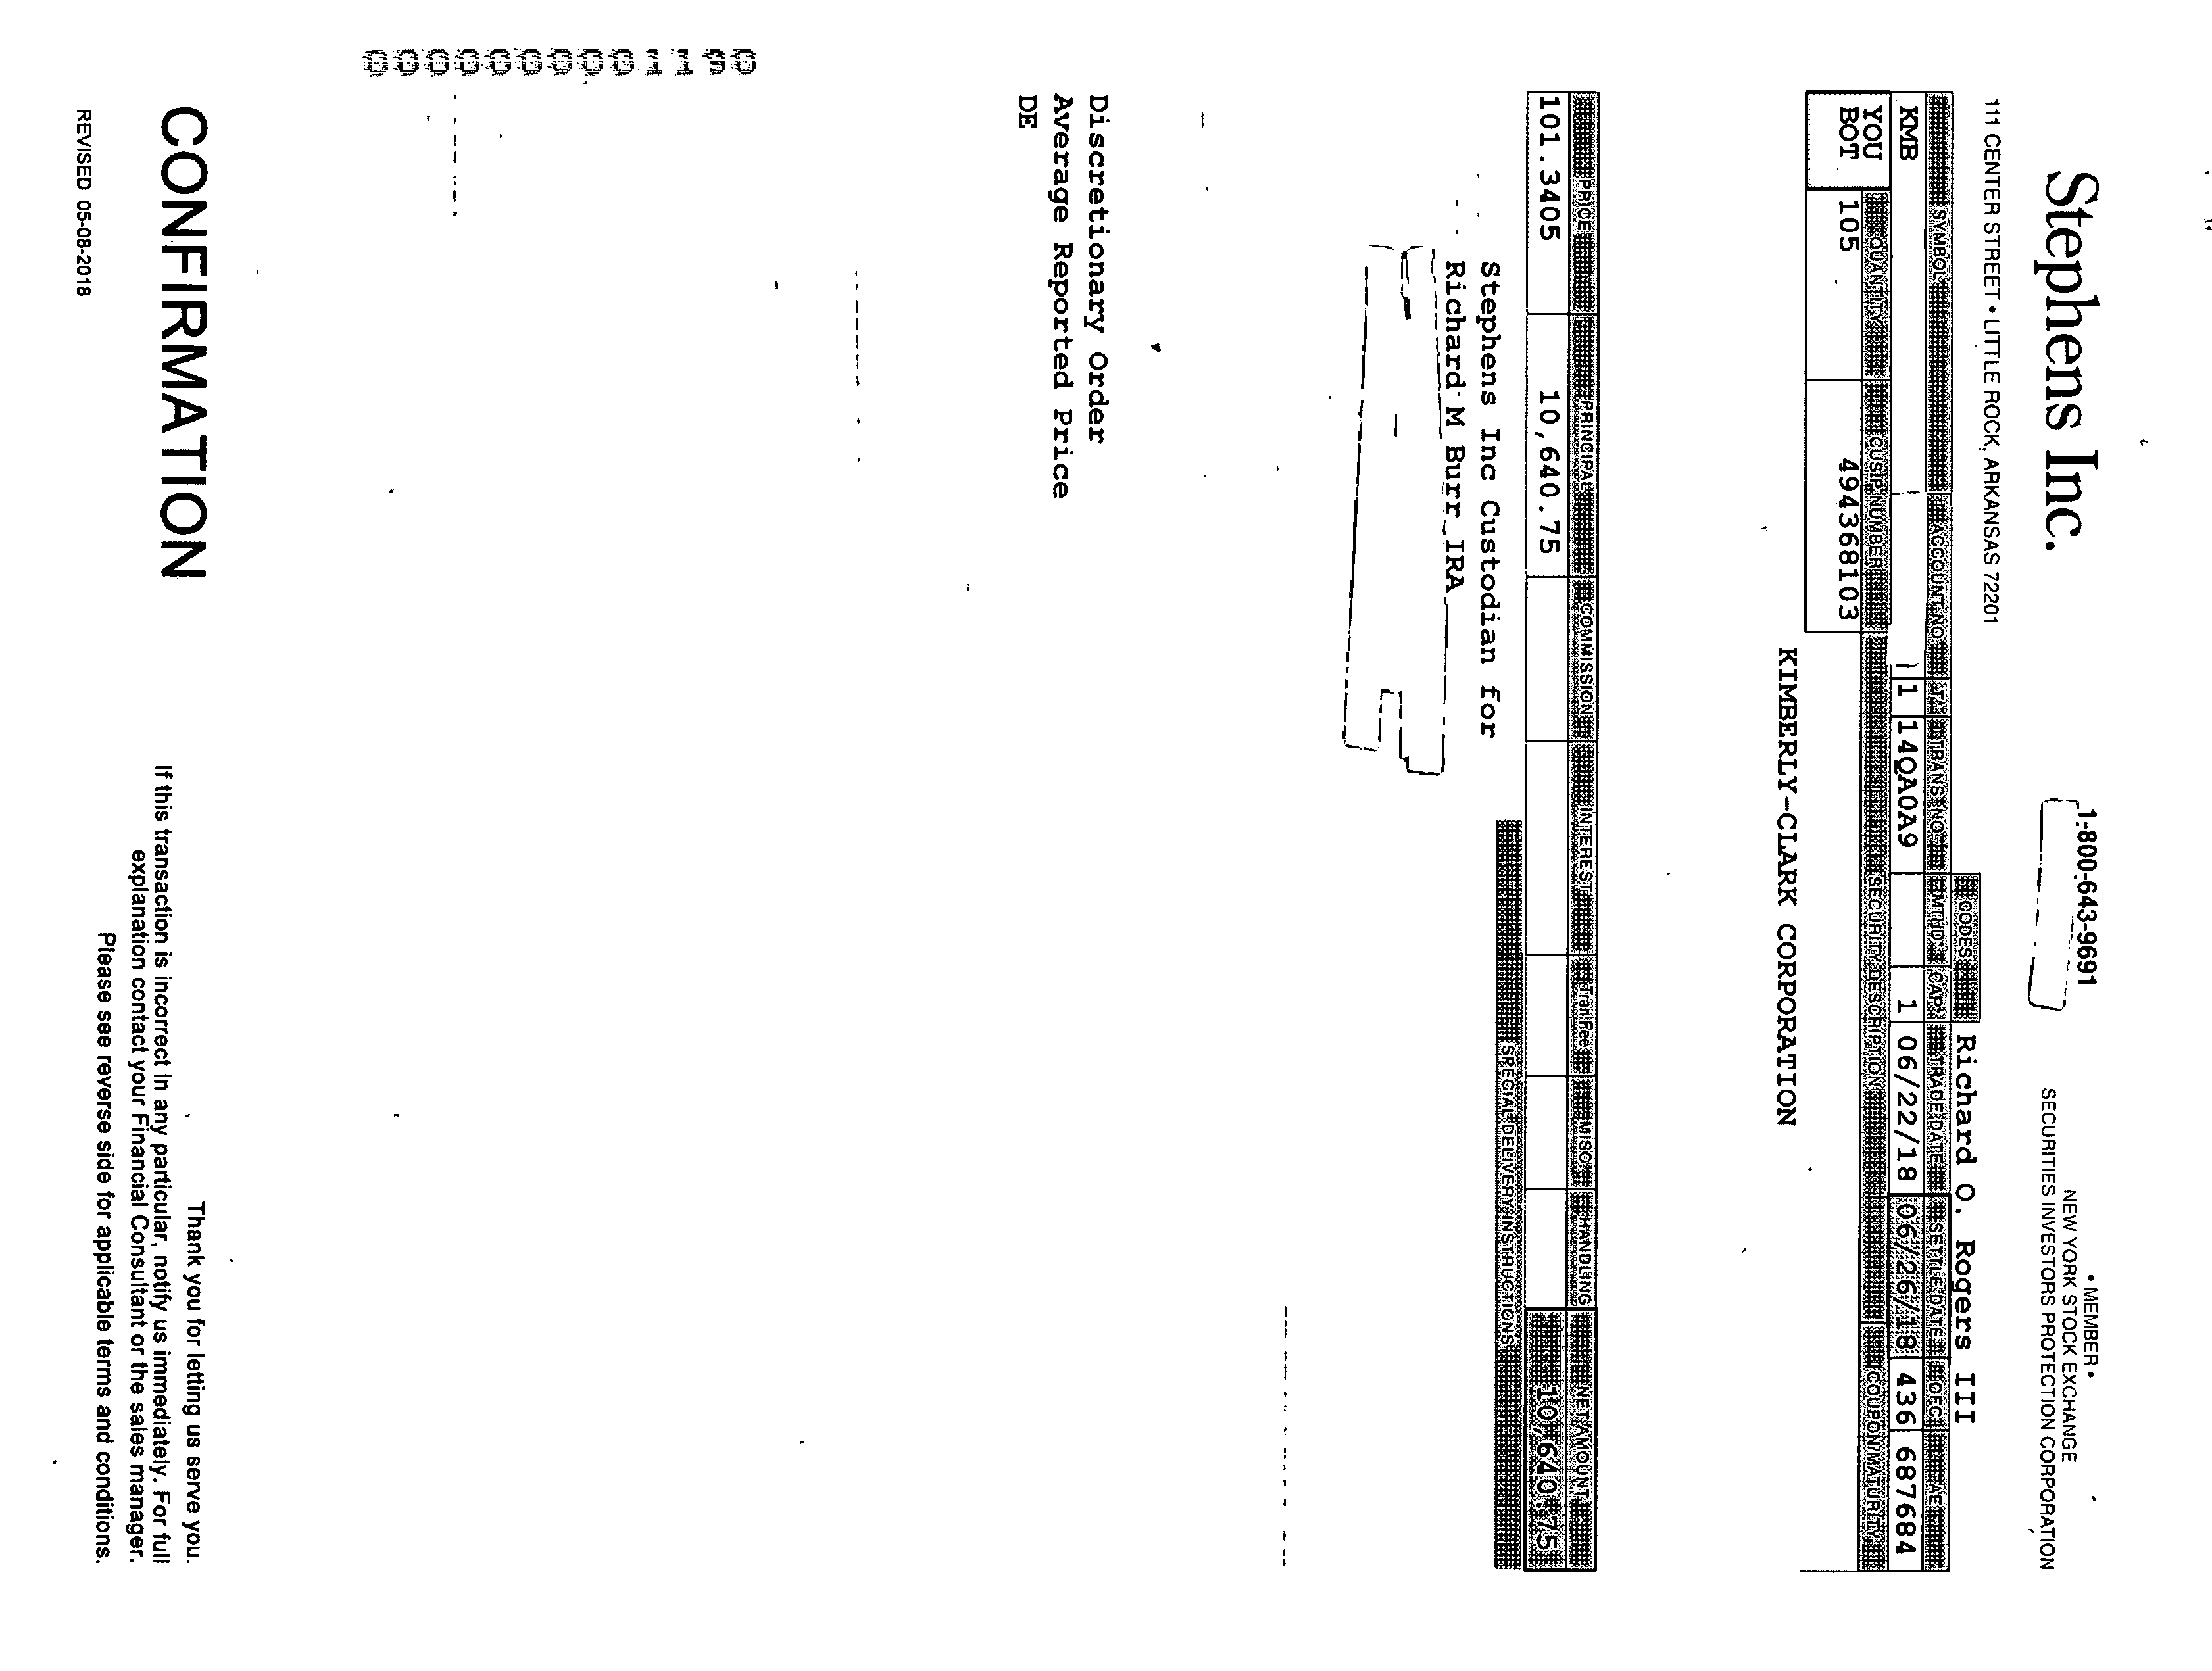 Stephens Inc.
111 CENTER STREET • LITTLE ROCK, ARKANSAS 72201
1-800-643-9691
• MEMBER •
NEW YORK STOCK EXCHANGE
SECURITIES INVESTORS PROTECTION CORPORATION
CODES Richard O. Rogers III
SYMBOL ACCOUNT NO T TRANS NO MTHD CAP TRADE DATE SETTLE DATE OFC AE
KMB 1 14QA0A9 1 06/22/18 06/26/18 436 687684
YOU BOT QUANTITY CUSIP NUMBER SECURITY DESCRIPTION COUPON/MATURITY
105 494368103
KIMBERLY-CLARK CORPORATION
PRICE PRINCIPAL COMMISSION INTEREST Tran Fee MISC HANDLING NET AMOUNT
101.3405 10,640.75 10,640.75
SPECIAL DELIVERY INSTRUCTIONS
Stephens Inc Custodian for
Richard M Burr IRA
Discretionary Order
Average Reported Price
DE
CONFIRMATION
REVISED 05-08-2018
Thank you for letting us serve you.
If this transaction is incorrect in any particular, notify us immediately. For full
explanation contact your Financial Consultant or the sales manager.
Please see reverse side for applicable terms and conditions.